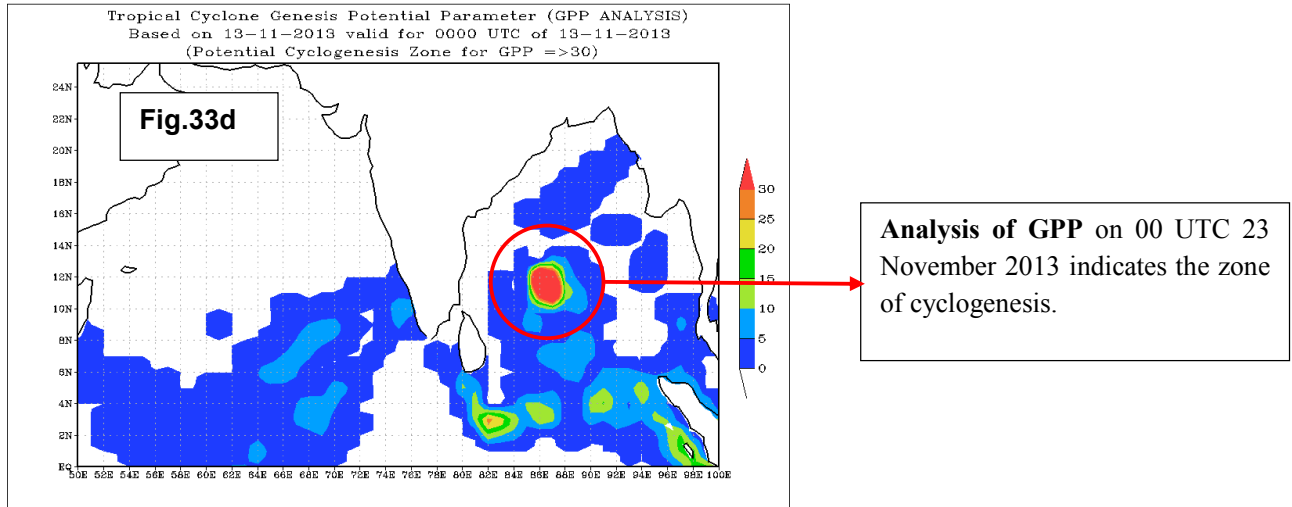 Tropical Cyclone Genesis Potential Parameter (GPP ANALYSIS)
Based on 13-11-2013 valid for 0000 UTC of 13-11-2013
(Potential Cyclogenesis Zone for GPP =>30)
24N
22N
20N
18N
16N
14N
12N
10N
8N
6N
4N
2N
EQ
50E 52E 54E 56E 58E 60E 62E 64E 66E 68E 70E 72E 74E 76E 78E 80E 82E 84E 86E 88E 90E 92E 94E 96E 98E 100E
Fig.33d
30
25
20
15
10
5
0
Analysis of GPP on 00 UTC 23
November 2013 indicates the zone
of cyclogenesis.